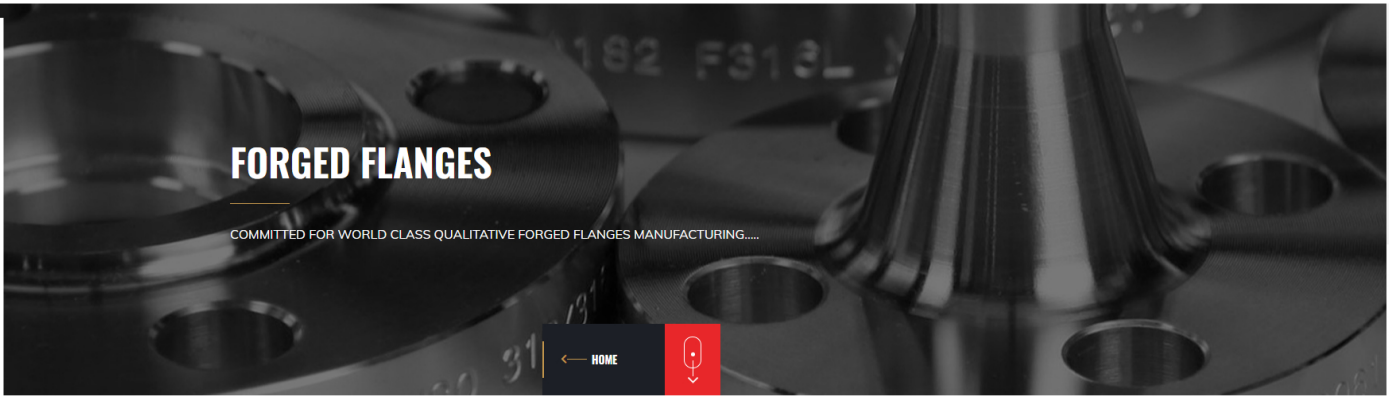 182 F316L
FORGED FLANGES
COMMITTED FOR WORLD CLASS QUALITATIVE FORGED FLANGES MANUFACTURING.....
HOME